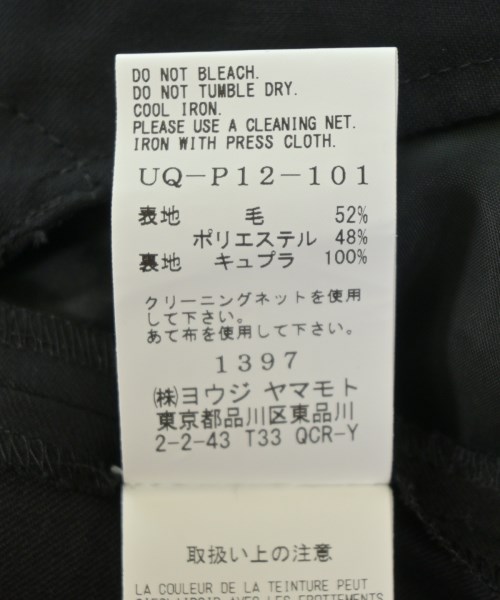 DO NOT BLEACH.
DO NOT TUMBLE DRY.
COOL IRON.
PLEASE USE A CLEANING NET.
IRON WITH PRESS CLOTH.
UQ-P12-101
表地 毛 52%
ポリエステル 48%
裏地 キュプラ 100%
クリーニングネットを使用
して下さい。
あて布を使用して下さい。
1397
㈱ヨウジ ヤマモト
東京都品川区東品川
2-2-43 T33 QCR-Y
取扱い上の注意
LA COULEUR DE LA TEINTURE PEUT